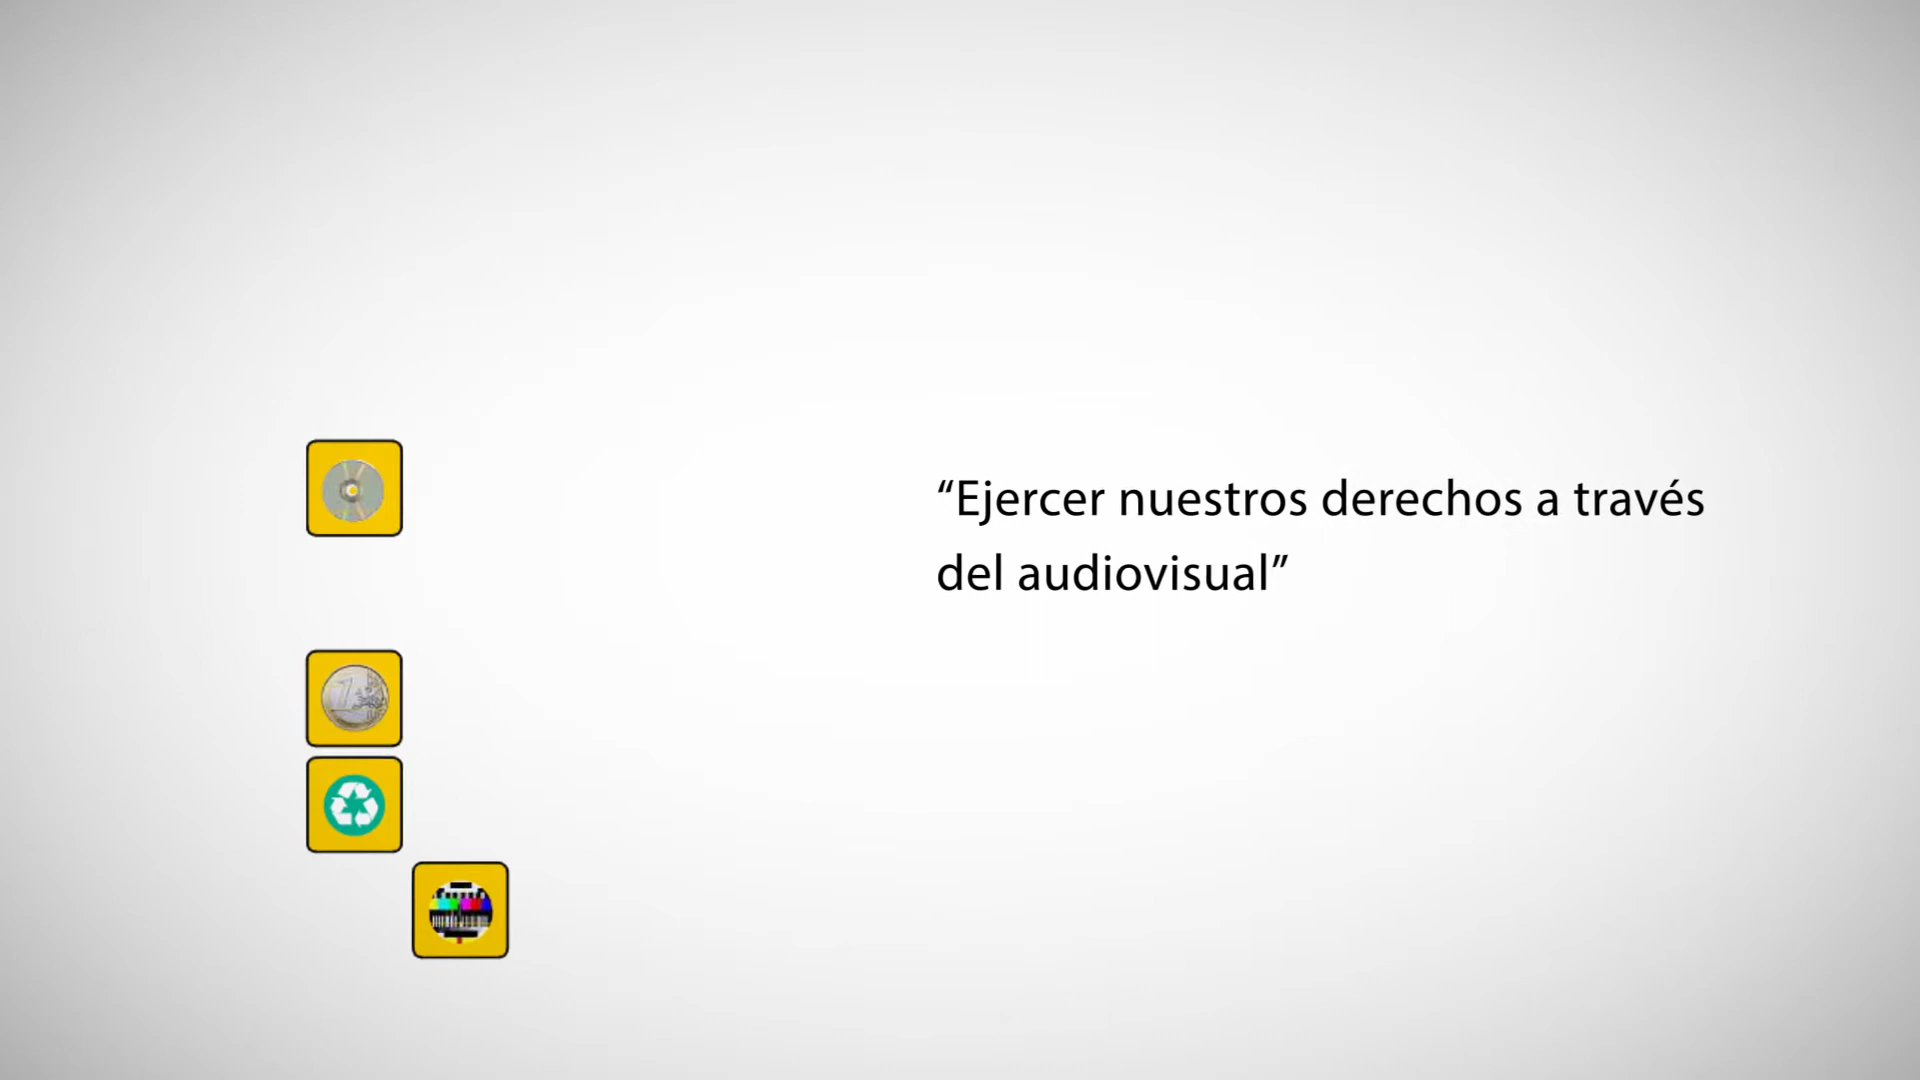 “Ejercer nuestros derechos a través
del audiovisual”